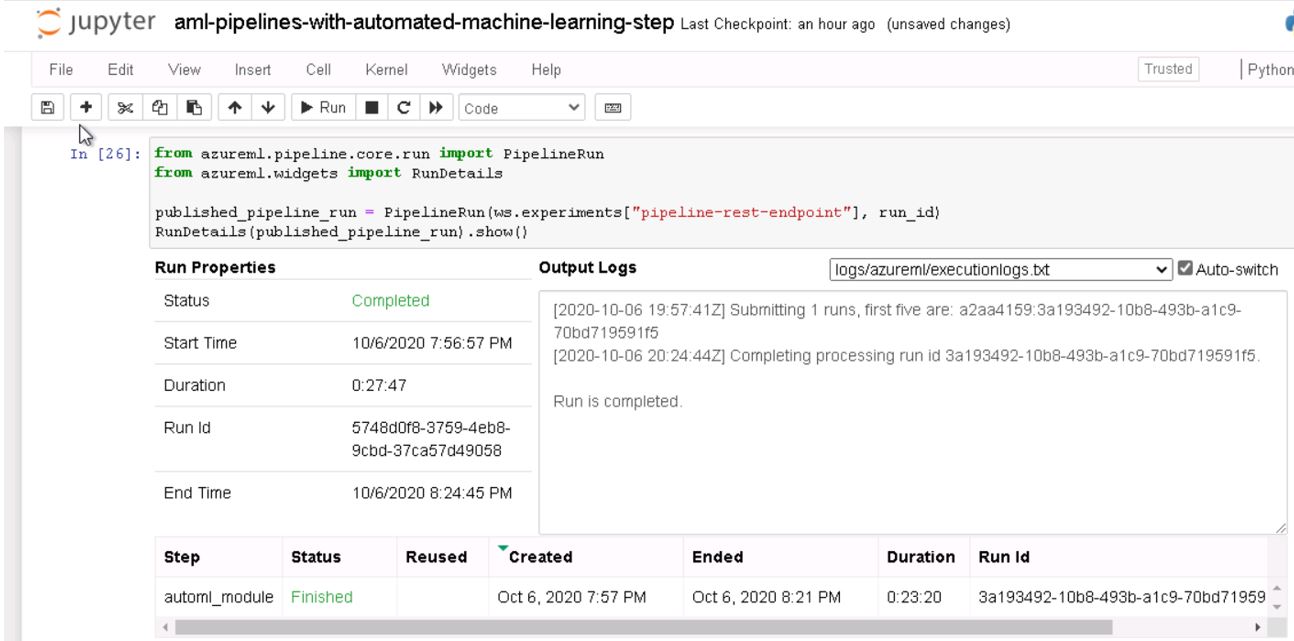 jupyter aml-pipelines-with-automated-machine-learning-step Last Checkpoint: an hour ago (unsaved changes)
File Edit View Insert Cell Kernel Widgets Help Trusted Python
Run Code
In [26]: from azureml.pipeline.core.run import PipelineRun
from azureml.widgets import RunDetails
published_pipeline_run = PipelineRun(ws.experiments["pipeline-rest-endpoint"], run_id)
RunDetails(published_pipeline_run).show()
Run Properties
Status Completed
Start Time 10/6/2020 7:56:57 PM
Duration 0:27:47
Run Id 5748d0f8-3759-4eb8-
9cbd-37ca57d49058
End Time 10/6/2020 8:24:45 PM
Output Logs logs/azureml/executionlogs.txt Auto-switch
[2020-10-06 19:57:41Z] Submitting 1 runs, first five are: a2aa4159:3a193492-10b8-493b-a1c9-
70bd719591f5
[2020-10-06 20:24:44Z] Completing processing run id 3a193492-10b8-493b-a1c9-70bd719591f5.
Run is completed.
Step Status Reused Created Ended Duration Run Id
automl_module Finished Oct 6, 2020 7:57 PM Oct 6, 2020 8:21 PM 0:23:20 3a193492-10b8-493b-a1c9-70bd71959